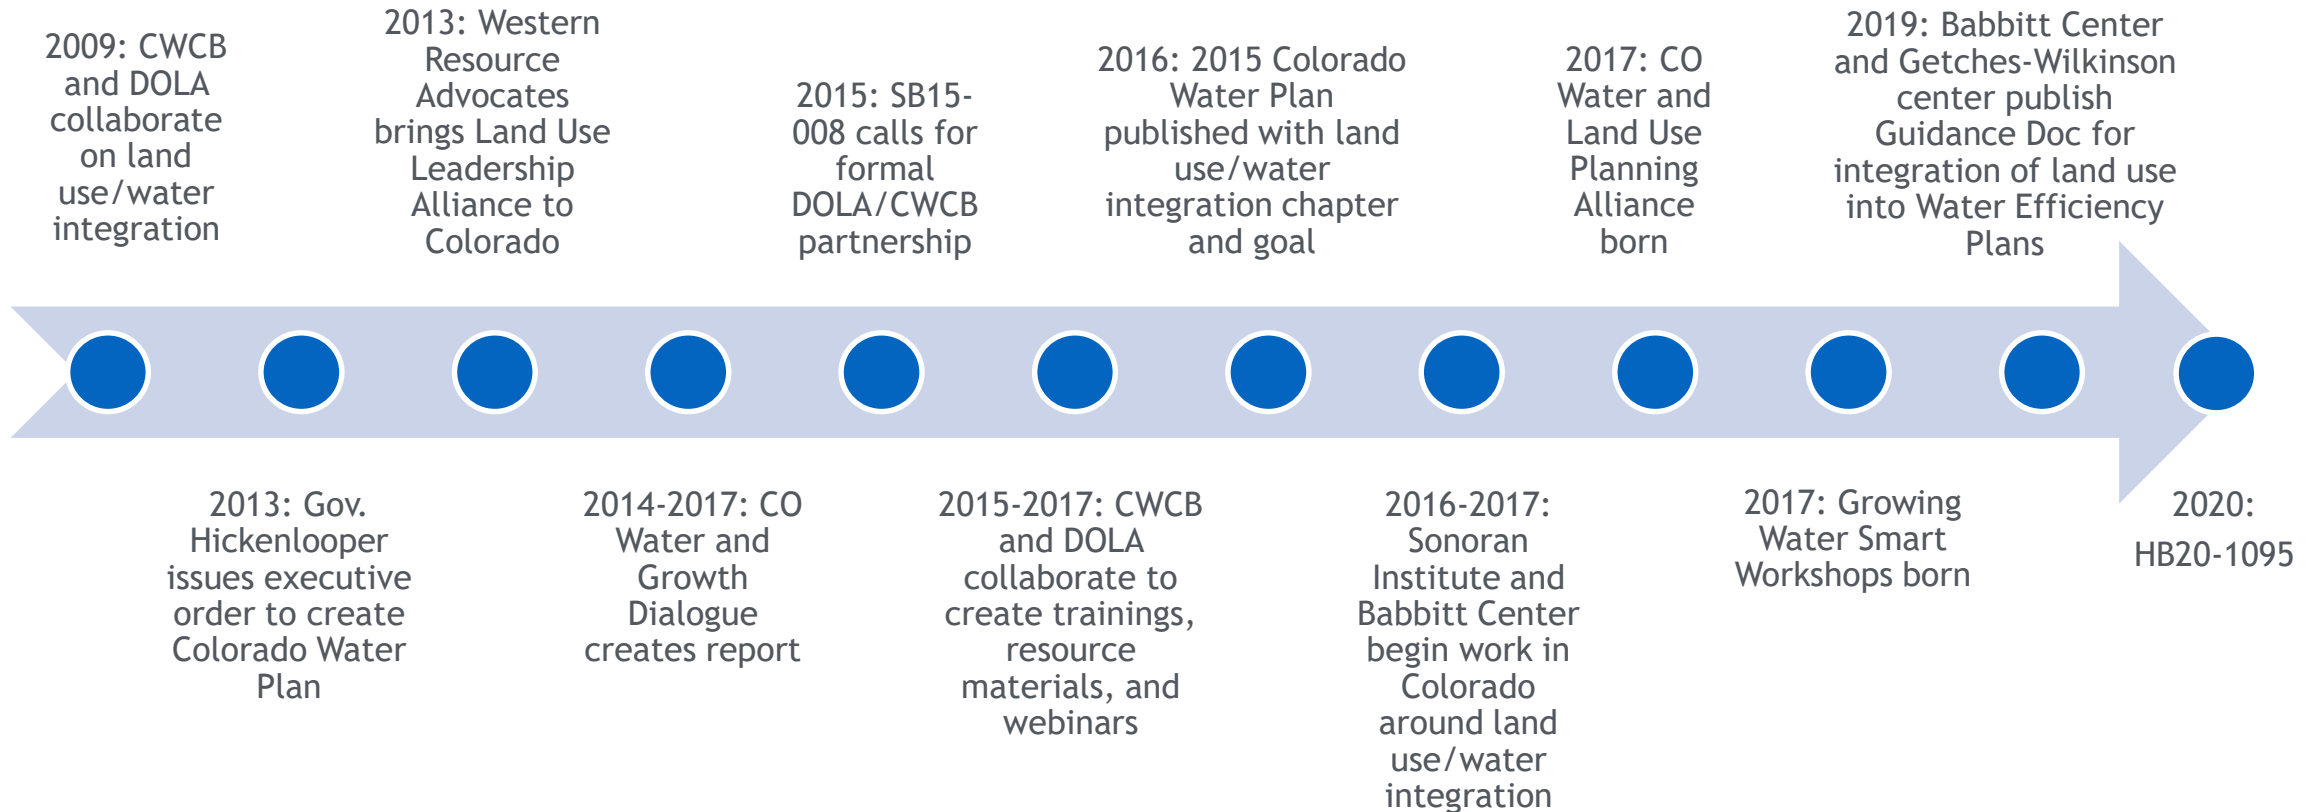 2009: CWCB
and DOLA
collaborate
on land
use/water
integration
2013: Gov.
Hickenlooper
issues executive
order to create
Colorado Water
Plan
2013: Western
Resource
Advocates
brings Land Use
Leadership
Alliance to
Colorado
2014-2017: CO
Water and
Growth
Dialogue
creates report
2015: SB15-
008 calls for
formal
DOLA/CWCB
partnership
2015-2017: CWCB
and DOLA
collaborate to
create trainings,
resource
materials, and
webinars
2016: 2015 Colorado
Water Plan
published with land
use/water
integration chapter
and goal
2016-2017:
Sonoran
Institute and
Babbitt Center
begin work in
Colorado
around land
use/water
integration
2017: CO
Water and
Land Use
Planning
Alliance
born
2017: Growing
Water Smart
Workshops born
2019: Babbitt Center
and Getches-Wilkinson
center publish
Guidance Doc for
integration of land use
into Water Efficiency
Plans
2020:
HB20-1095